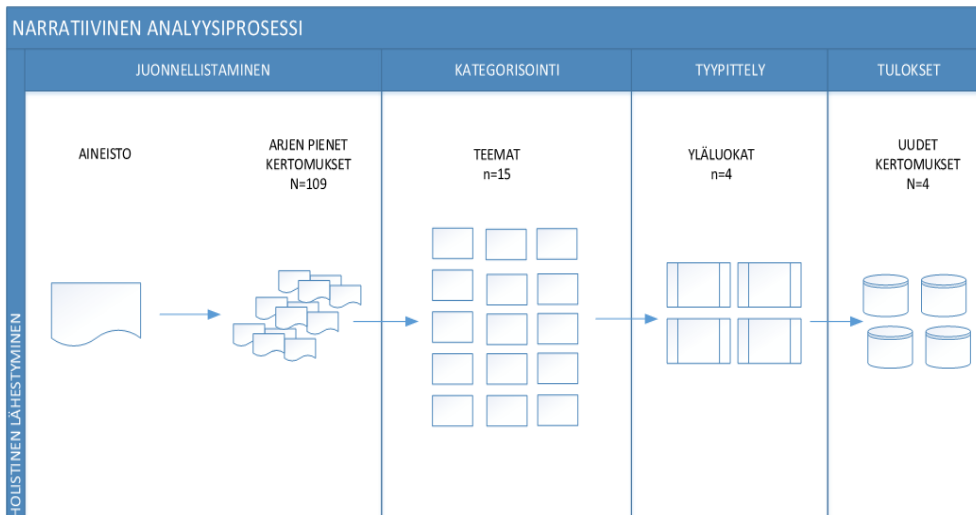 NARRATIIVINEN ANALYYSIPROSESSI
JUONNELLISTAMINEN
KATEGORISOINTI
TYYPITTELY
TULOKSET
AINEISTO
ARJEN PIENET
KERTOMUKSET
N=109
TEEMAT
n=15
YLÄLUOKAT
n=4
UUDET
KERTOMUKSET
N=4
HOLISTINEN LÄHESTYMINEN